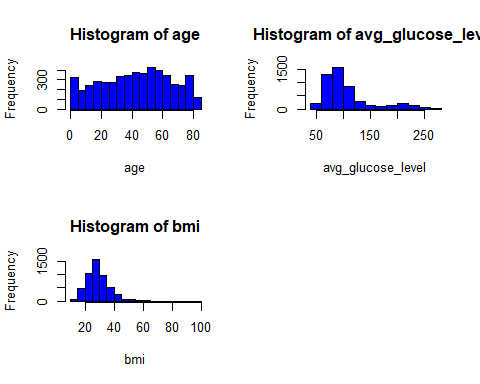 Histogram of age
Frequency
0
300
0
20
40
60
80
age
Histogram of avg_glucose_lev
Frequency
0
1500
50
150
250
avg_glucose_level
Histogram of bmi
Frequency
0
1500
20
40
60
80
100
bmi